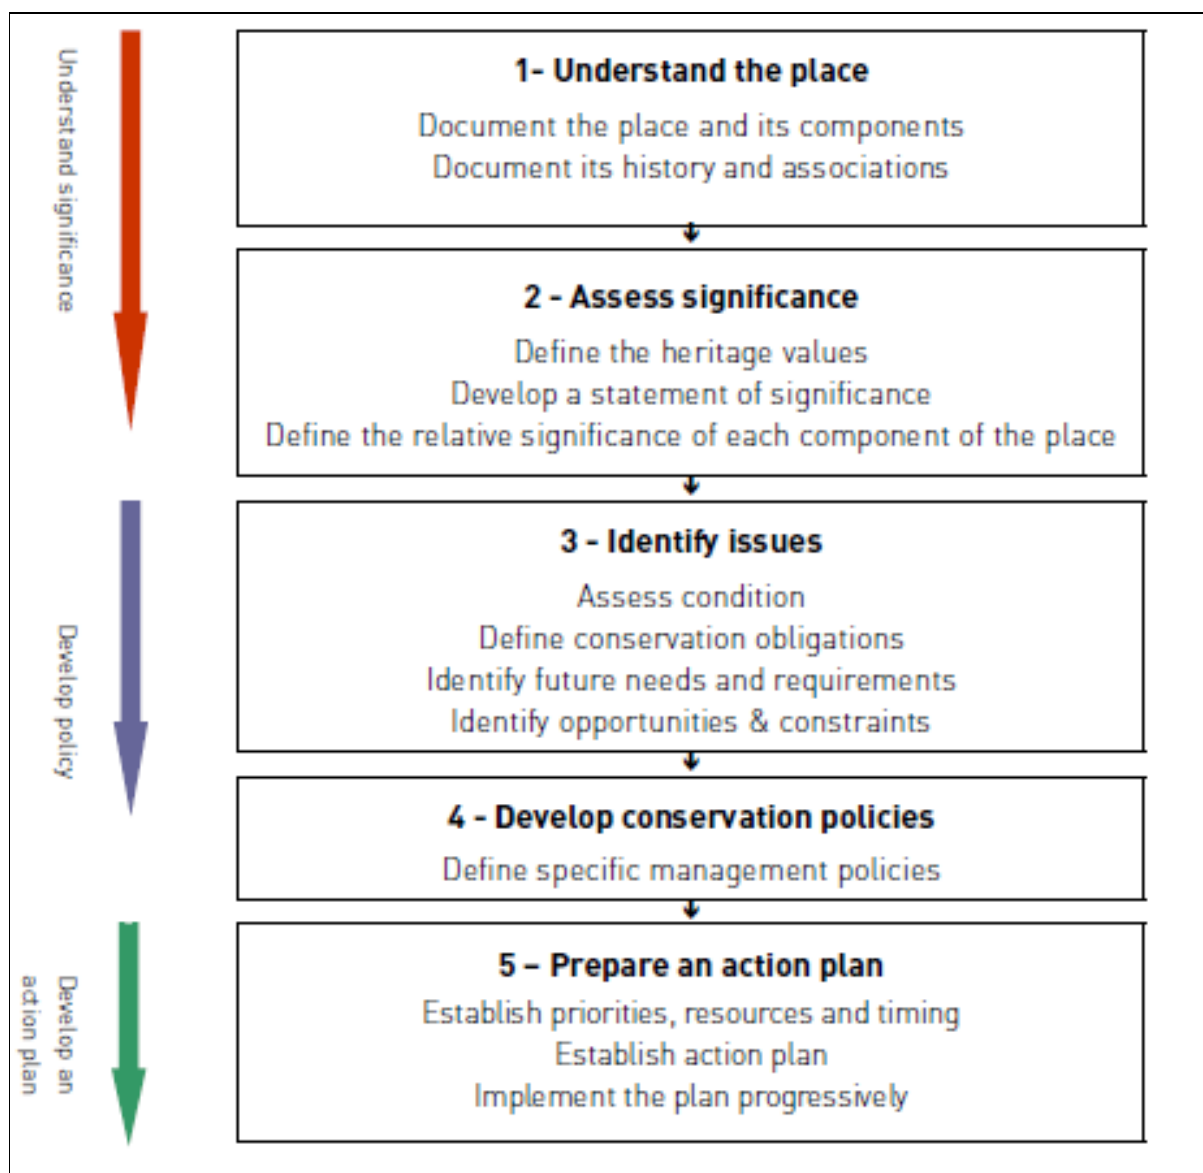 Understand significance
1- Understand the place
Document the place and its components
Document its history and associations
2 - Assess significance
Define the heritage values
Develop a statement of significance
Define the relative significance of each component of the place
Develop policy
3 - Identify issues
Assess condition
Define conservation obligations
Identify future needs and requirements
Identify opportunities & constraints
4 - Develop conservation policies
Define specific management policies
Develop an
action plan
5 – Prepare an action plan
Establish priorities, resources and timing
Establish action plan
Implement the plan progressively